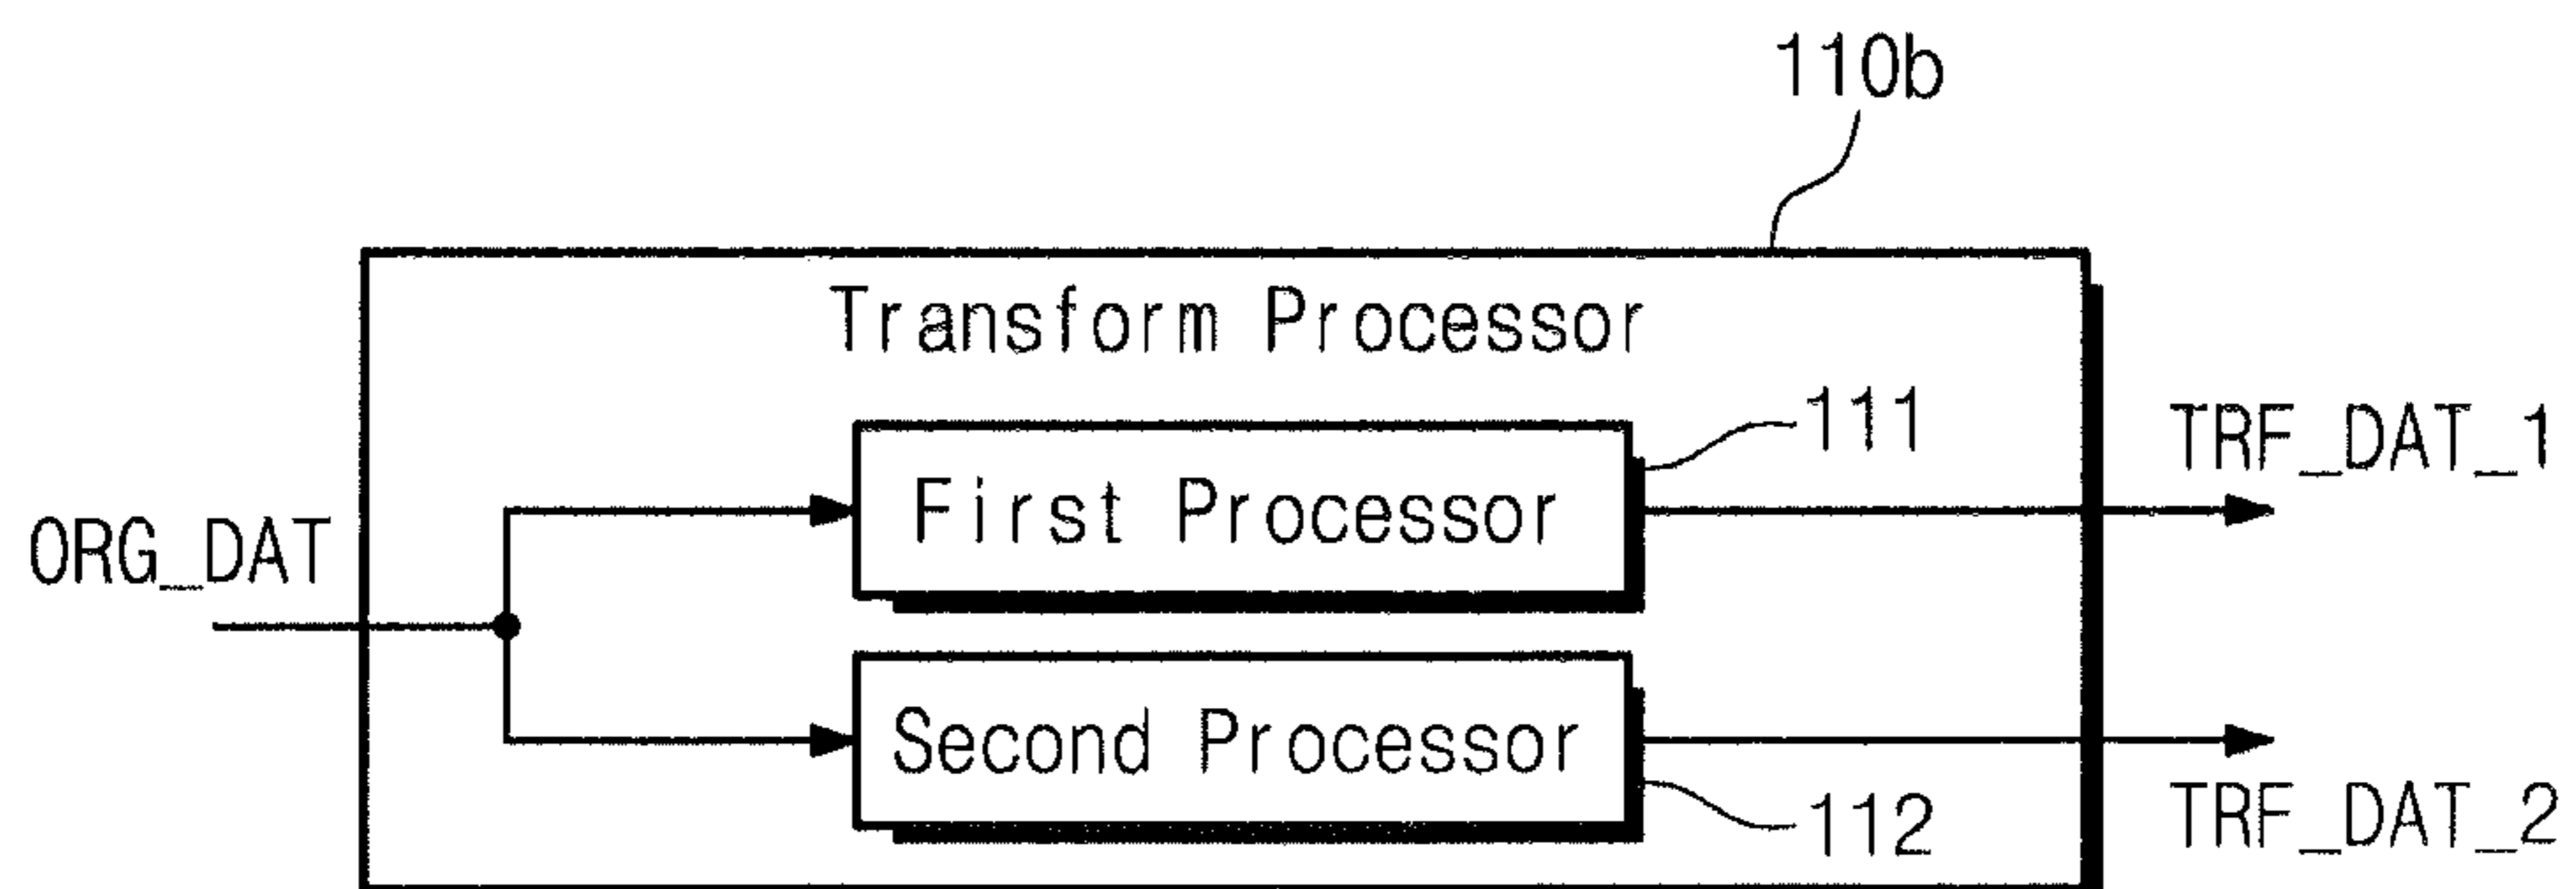 110b
Transform Processor
111
TRF_DAT_1
First Processor
ORG_DAT
Second Processor
112
TRF_DAT_2